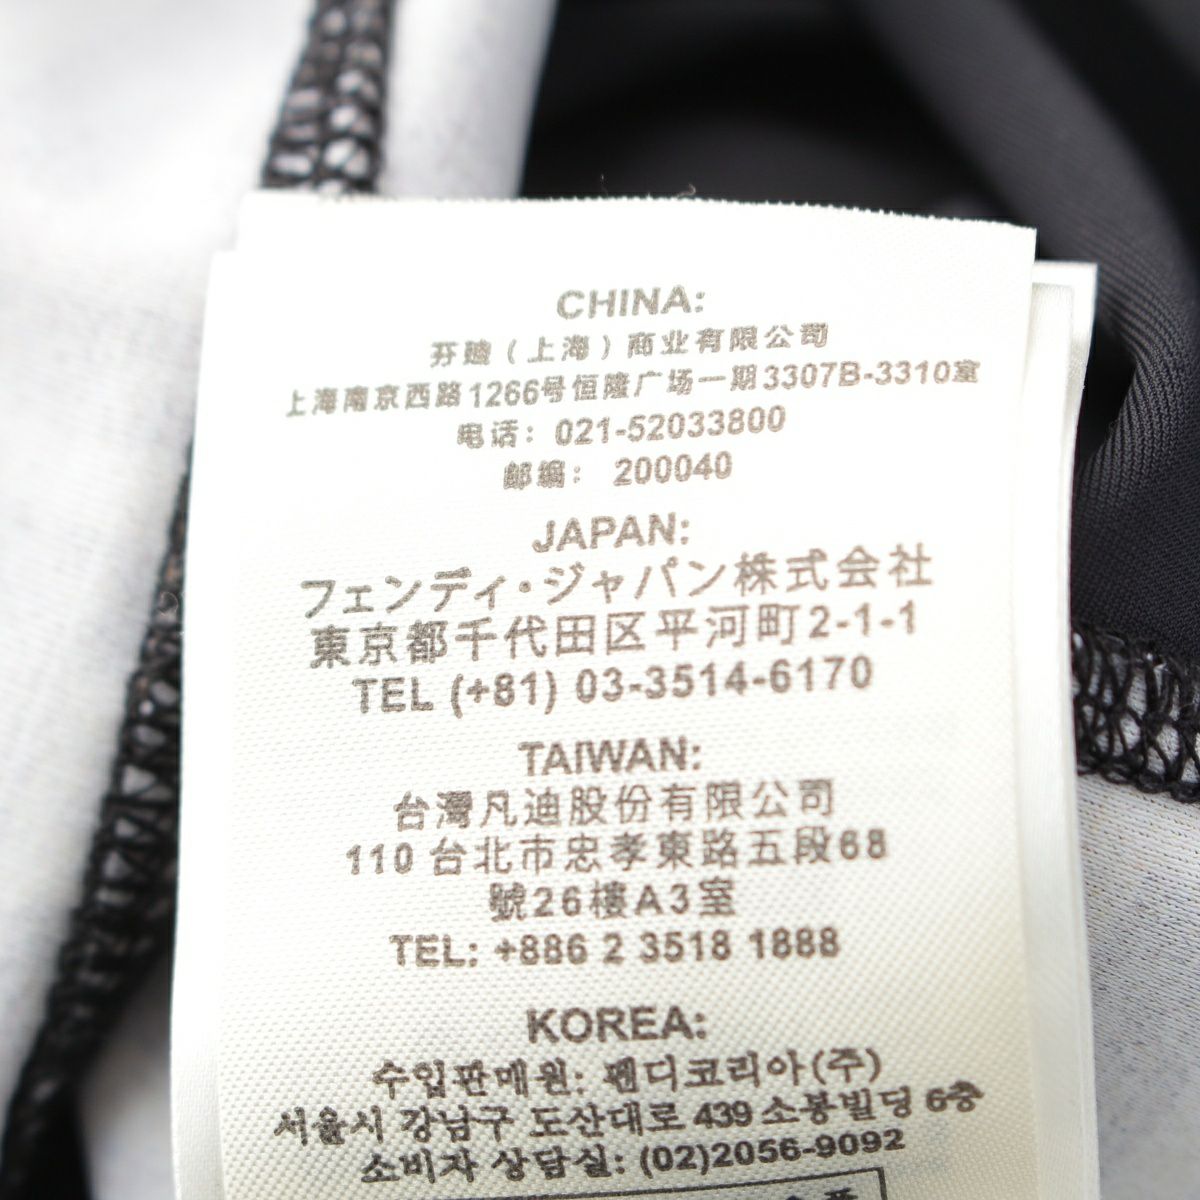 CHINA:
芬迪（上海）商业有限公司
上海南京西路1266号恒隆广场一期3307B-3310室
电话： 021-52033800
邮编： 200040
JAPAN:
フェンディ・ジャパン株式会社
東京都千代田区平河町2-1-1
TEL (+81) 03-3514-6170
TAIWAN:
台灣凡迪股份有限公司
110 台北市忠孝東路五段68
號26樓A3室
TEL: +886 2 3518 1888
KOREA:
수입판매원: 펜디코리아(주)
서울시 강남구 도산대로 439 소봉빌딩 6층
소비자 상담실: (02)2056-9092